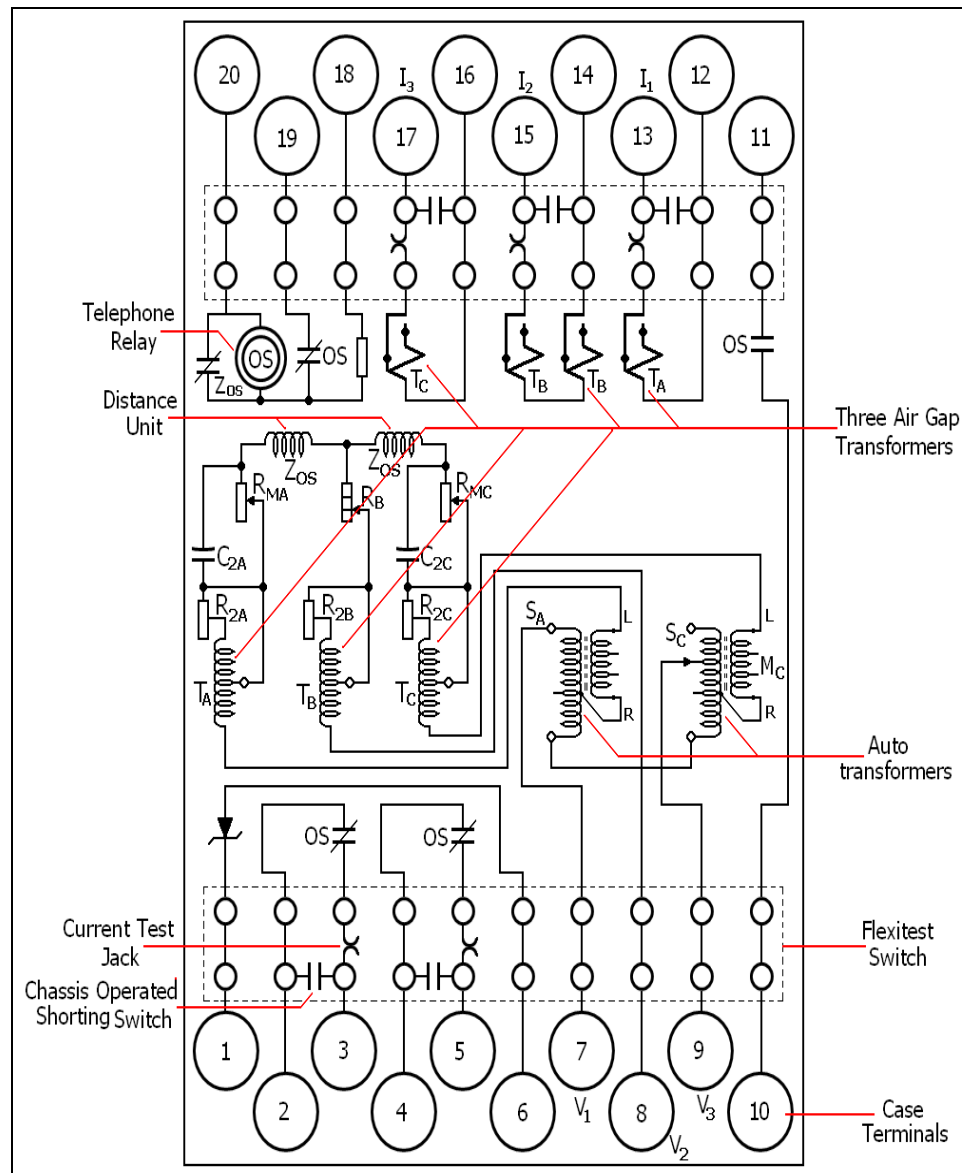 20
18
I3
16
I2
14
I1
12
19
17
15
13
11
Telephone
Relay
OS
ZOS
OS
TC
TB
TB
TA
OS
Distance
Unit
Three Air Gap
Transformers
ZOS
ZOS
RMA
RB
RMC
C2A
C2C
R2A
R2B
R2C
SA
L
SC
L
MC
TA
TB
TC
R
R
Auto
transformers
OS
OS
Current Test
Jack
Flexitest
Switch
Chassis Operated
Shorting Switch
1
3
5
7
9
2
4
6
V1
8
V3
10
V2
Case
Terminals